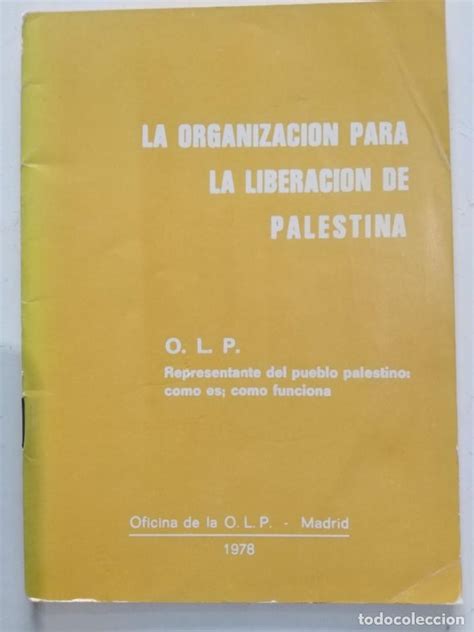 LA ORGANIZACION PARA
LA LIBERACION DE
PALESTINA
O. L. P.
Representante del pueblo palestino:
como es; como funciona
Oficina de la O. L. P. - Madrid
1978
todocoleccion